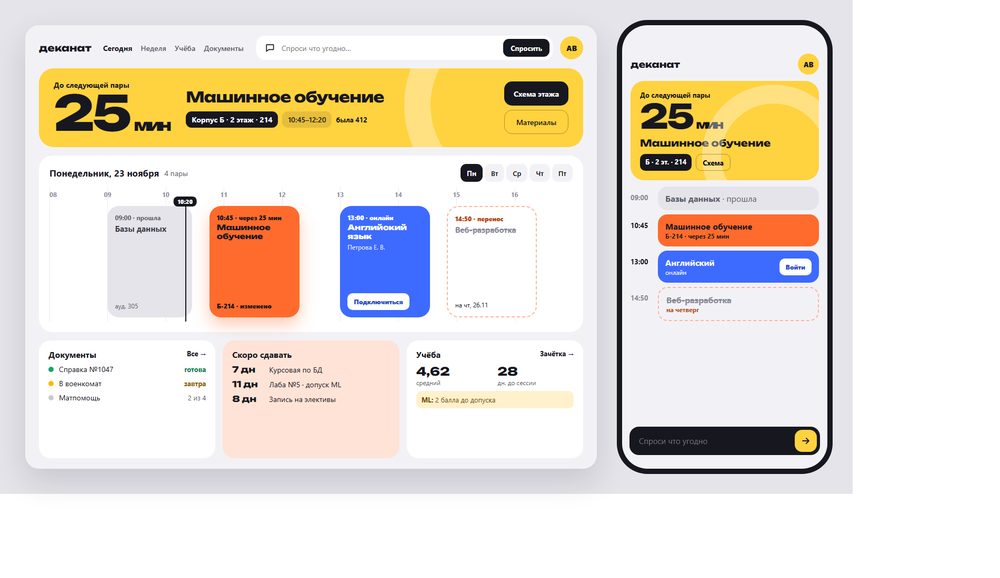 деканат Сегодня Неделя Учёба Документы Спроси что угодно... Спросить АВ
До следующей пары
25 мин
Машинное обучение
Корпус Б · 2 этаж · 214 10:45–12:20 была 412
Схема этажа
Материалы
Понедельник, 23 ноября 4 пары
Пн Вт Ср Чт Пт
08 09 10 11 12 13 14 15 16
10:20
09:00 · прошла
Базы данных
ауд. 305
10:45 · через 25 мин
Машинное
обучение
Б-214 · изменено
13:00 · онлайн
Английский
язык
Петрова Е. В.
Подключиться
14:50 · перенос
Веб-разработка
на чт, 26.11
Документы Все →
Справка №1047 готова
В военкомат завтра
Матпомощь 2 из 4
Скоро сдавать
7 дн Курсовая по БД
11 дн Лаба №5 · допуск ML
8 дн Запись на элективы
Учёба Зачётка →
4,62 28
средний дн. до сессии
ML: 2 балла до допуска
деканат АВ
До следующей пары
25 мин
Машинное обучение
Б · 2 эт. · 214 Схема
09:00 Базы данных · прошла
10:45 Машинное обучение
Б-214 · через 25 мин
13:00 Английский
онлайн
Войти
14:50 Веб-разработка
на четверг
Спроси что угодно →